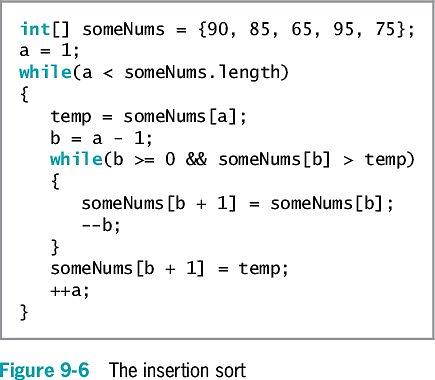 int[] someNums = {90, 85, 65, 95, 75};
a = 1;
while(a < someNums.length)
{
   temp = someNums[a];
   b = a - 1;
   while(b >= 0 && someNums[b] > temp)
   {
      someNums[b + 1] = someNums[b];
      --b;
   }
   someNums[b + 1] = temp;
   ++a;
}
Figure 9-6 The insertion sort